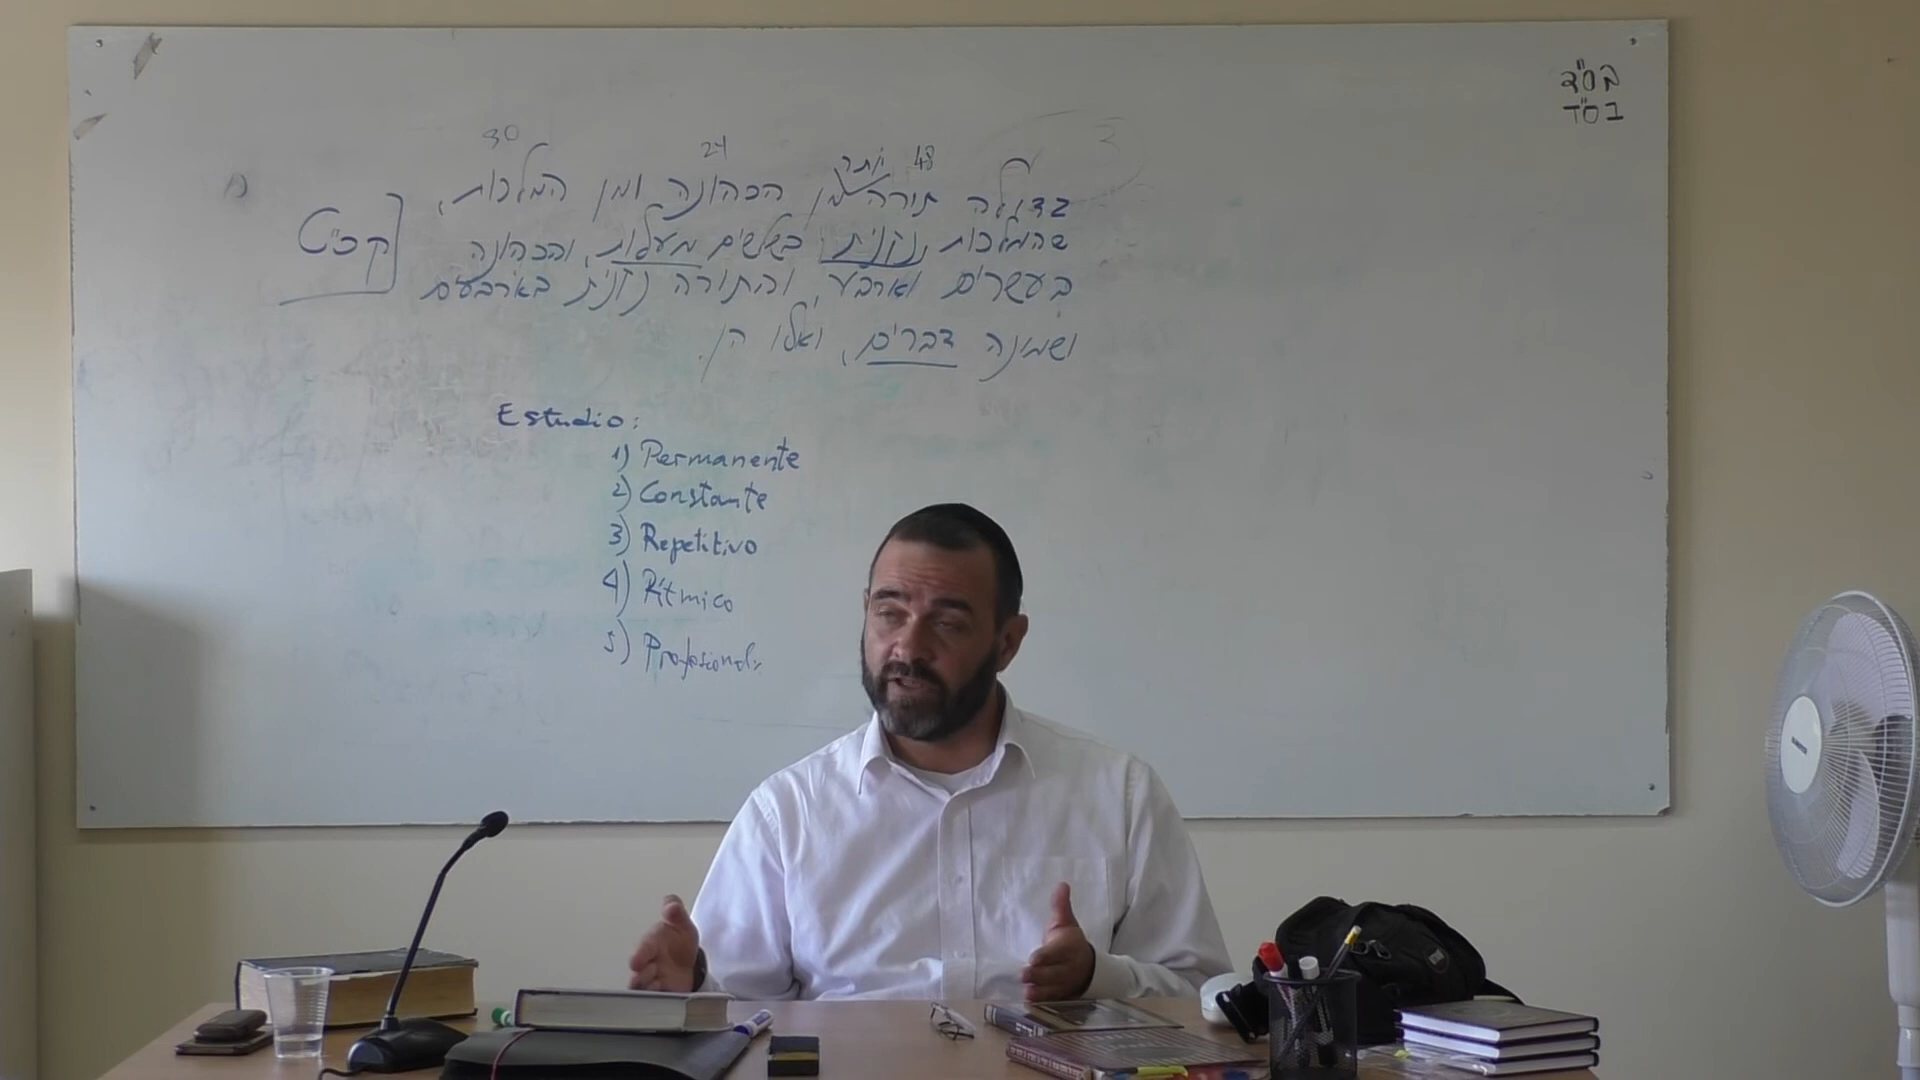 בס"ד
בס"ד
30
24
48
יותר
גדולה תורה מן הכהונה ומן המלכות,
שהמלכות נקנית בשלשים מעלות, והכהונה
בעשרים וארבע, והתורה נקנית בארבעים
ושמונה דברים, ואלו הן.
קכ"ט
Estudio:
1) Permanente
2) Constante
3) Repetitivo
4) Rítmico
5)